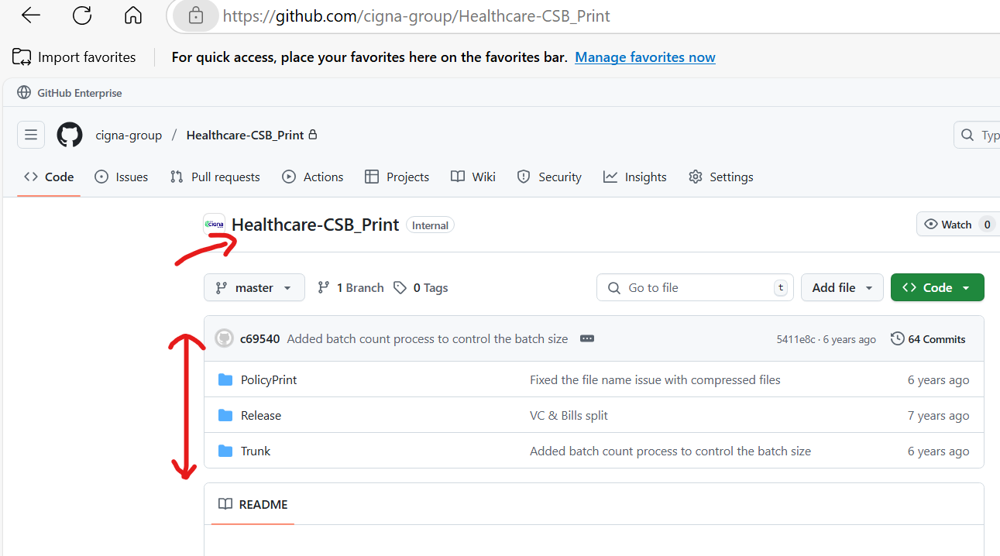 https://github.com/cigna-group/Healthcare-CSB_Print
Import favorites For quick access, place your favorites here on the favorites bar. Manage favorites now
GitHub Enterprise
cigna-group / Healthcare-CSB_Print
Code Issues Pull requests Actions Projects Wiki Security Insights Settings
cigna Healthcare-CSB_Print Internal Watch 0
master 1 Branch 0 Tags Go to file t Add file Code
c69540 Added batch count process to control the batch size 5411e8c · 6 years ago 64 Commits
PolicyPrint Fixed the file name issue with compressed files 6 years ago
Release VC & Bills split 7 years ago
Trunk Added batch count process to control the batch size 6 years ago
README